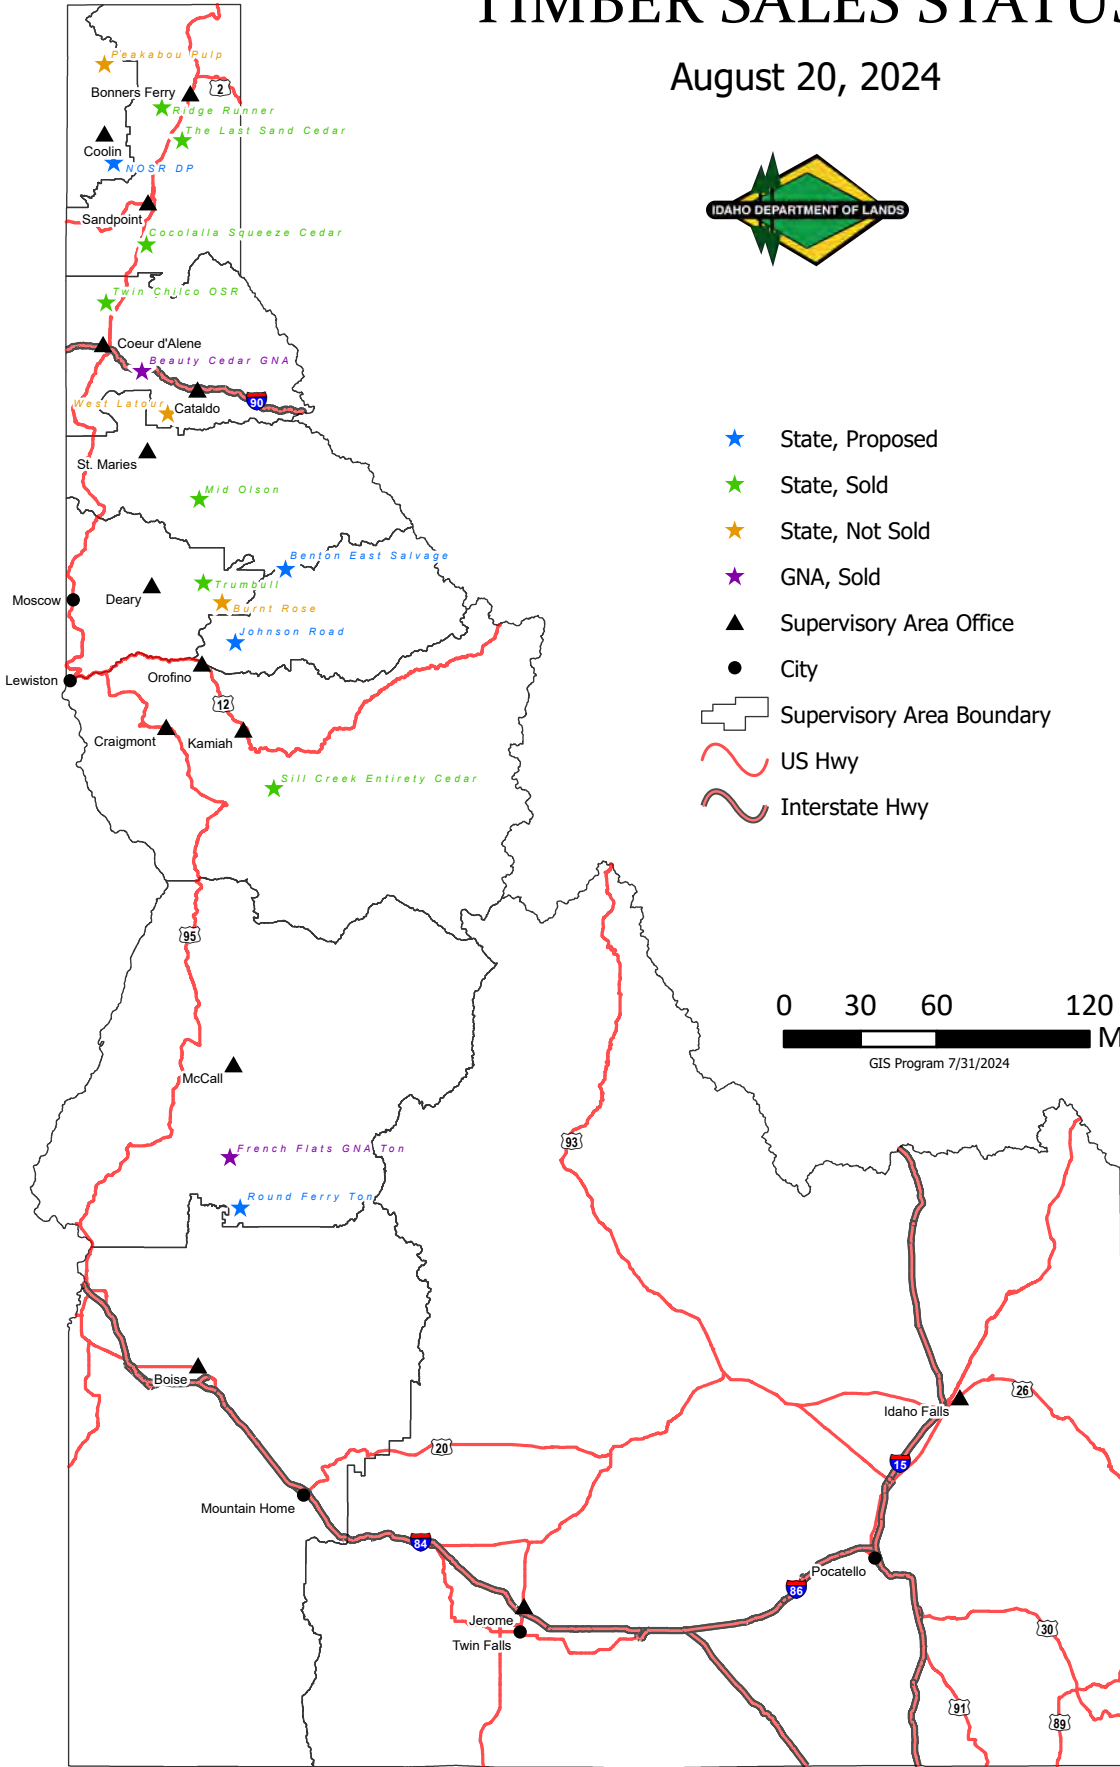 TIMBER SALES STATUS
August 20, 2024
IDAHO DEPARTMENT OF LANDS
Peakabou Pulp
Bonners Ferry
2
Ridge Runner
The Last Sand Cedar
Coolin
NOSR DP
Sandpoint
Cocolalla Squeeze Cedar
Twin Chilco OSR
Coeur d'Alene
Beauty Cedar GNA
90
West Latour
Cataldo
St. Maries
Mid Olson
Benton East Salvage
Trumbull
Moscow
Deary
Burnt Rose
Johnson Road
Lewiston
Orofino
12
Craigmont
Kamiah
Sill Creek Entirety Cedar
State, Proposed
State, Sold
State, Not Sold
GNA, Sold
Supervisory Area Office
City
Supervisory Area Boundary
US Hwy
Interstate Hwy
95
0 30 60 120
M
GIS Program 7/31/2024
McCall
93
French Flats GNA Ton
Round Ferry Ton
Boise
Idaho Falls
26
20
15
Mountain Home
84
Pocatello
86
Jerome
Twin Falls
30
91
89